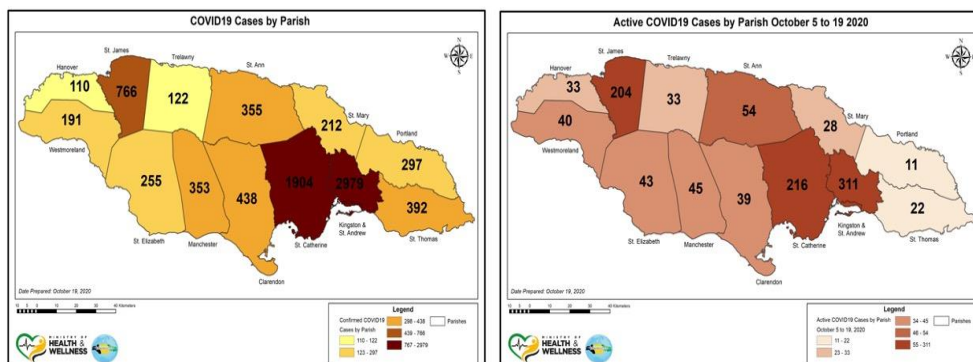 COVID19 Cases by Parish
St. James
Trelawny
St. Ann
Hanover
110
766
122
355
St. Mary
212
191
Portland
297
Westmoreland
255
353
438
1904
2979
392
St. Elizabeth
Manchester
St. Catherine
Kingston &
St. Andrew
St. Thomas
Clarendon
Date Prepared: October 19, 2020
Legend
Confirmed COVID19
Cases by Parish
110 - 122
123 - 297
298 - 438
439 - 766
767 - 2979
Parishes
MINISTRY OF
HEALTH &
WELLNESS
Active COVID19 Cases by Parish October 5 to 19 2020
St. James
Trelawny
St. Ann
Hanover
33
204
33
54
St. Mary
28
40
Portland
11
Westmoreland
43
45
39
216
311
22
St. Elizabeth
Manchester
St. Catherine
Kingston &
St. Andrew
St. Thomas
Clarendon
Date Prepared: October 19, 2020
Legend
Active COVID19 Cases by Parish
October 5 to 19, 2020
11 - 22
23 - 33
34 - 45
46 - 54
55 - 311
Parishes
MINISTRY OF
HEALTH &
WELLNESS